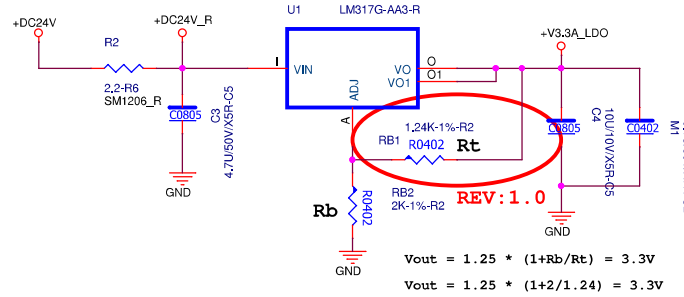 U1
LM317G-AA3-R
+DC24V
+DC24V_R
+V3.3A_LDO
R2
I
VIN
VO
O
VO1
O1
ADJ
2,2-R6
SM1206_R
A
C0805
C3
4.7U/50V/X5R-C5
1,24K-1%-R2
RB1
R0402
Rt
C0805
C4
10U/10V/X5R-C5
C0402
M1
GND
Rb
R0402
RB2
2K-1%-R2
REV:1.0
GND
GND
Vout = 1.25 * (1+Rb/Rt) = 3.3V
Vout = 1.25 * (1+2/1.24) = 3.3V